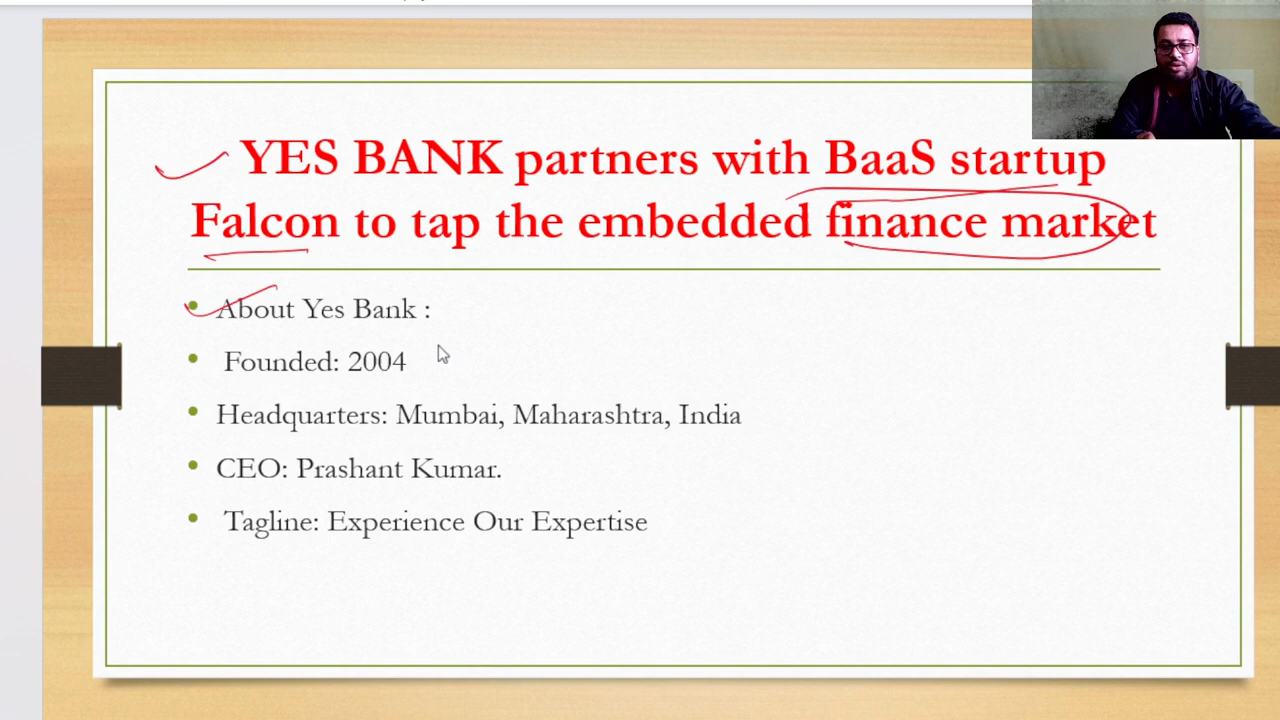 YES BANK partners with BaaS startup
Falcon to tap the embedded finance market
About Yes Bank :
Founded: 2004
Headquarters: Mumbai, Maharashtra, India
CEO: Prashant Kumar.
Tagline: Experience Our Expertise